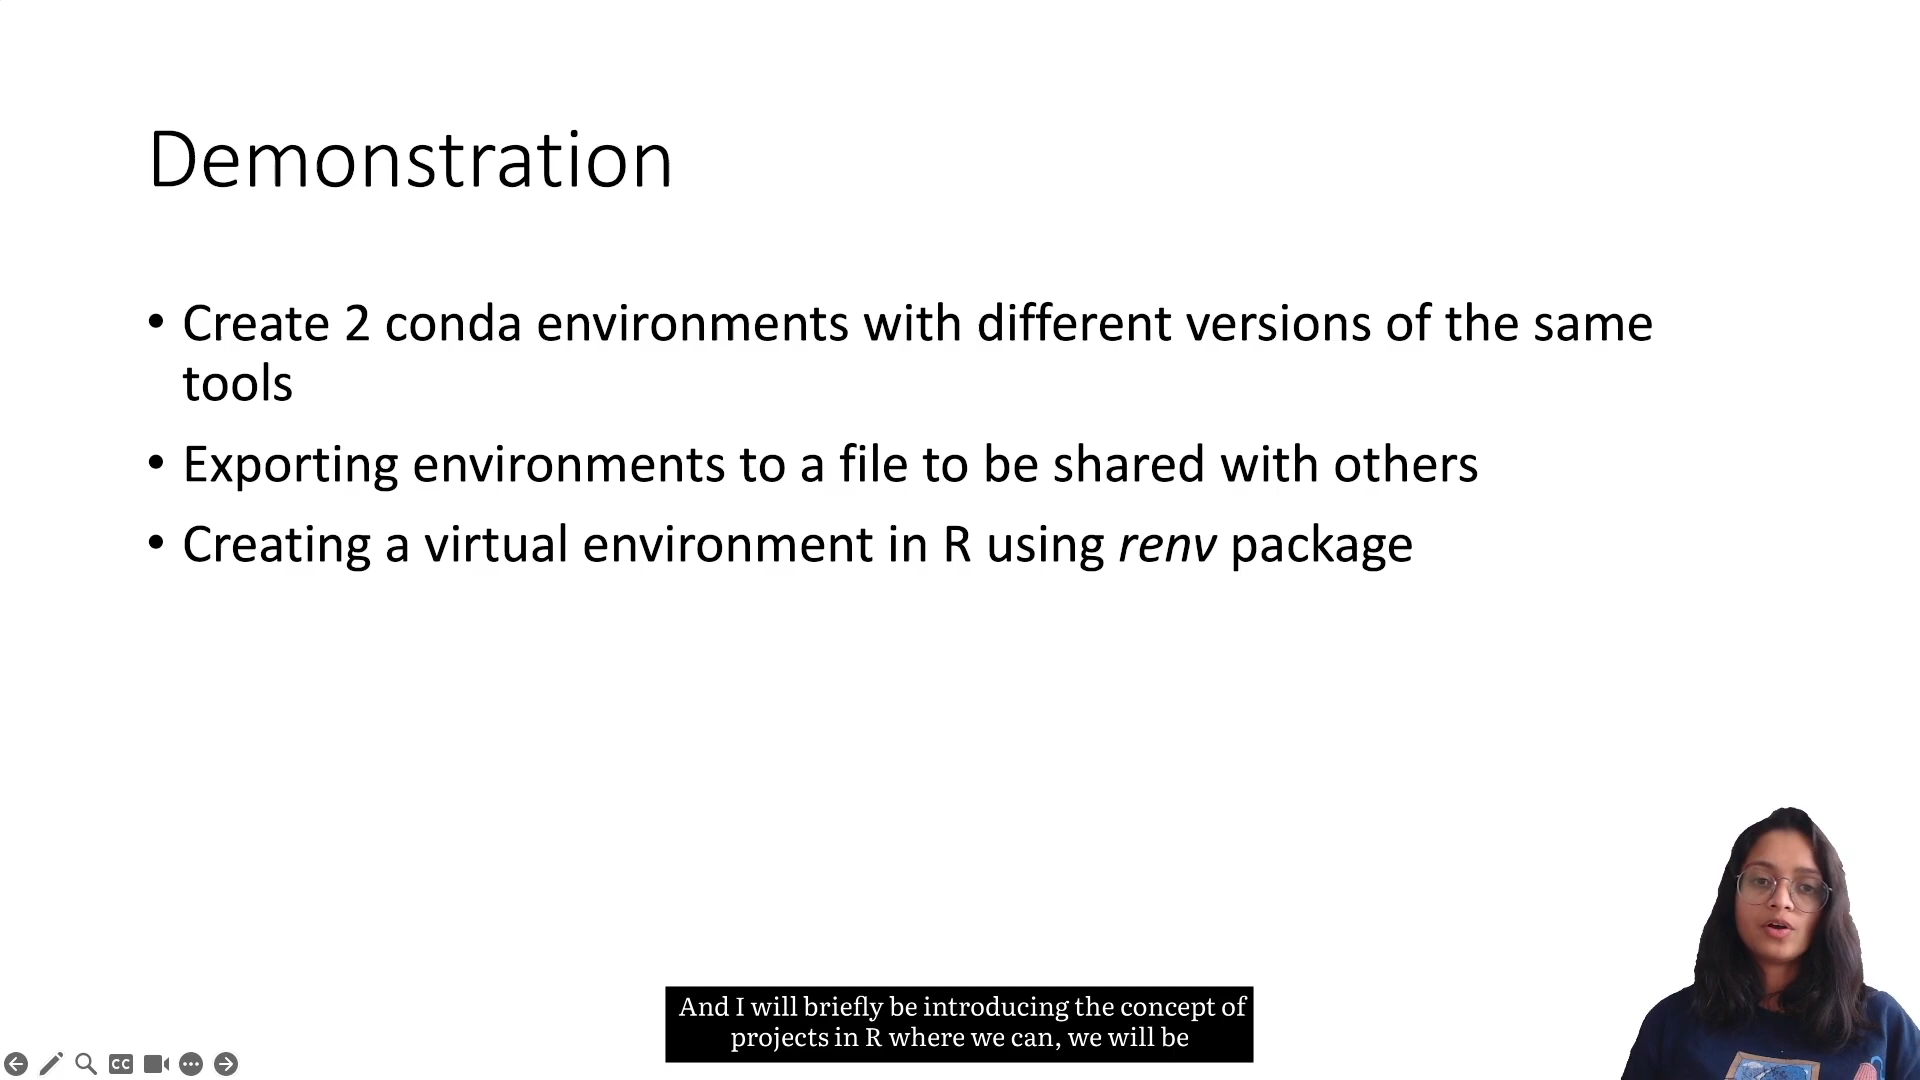 Demonstration
• Create 2 conda environments with different versions of the same
tools
• Exporting environments to a file to be shared with others
• Creating a virtual environment in R using renv package
And I will briefly be introducing the concept of
projects in R where we can, we will be
CC